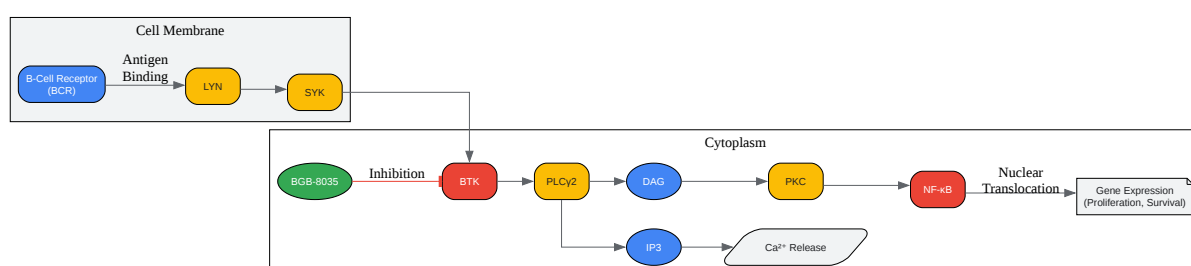 Cell Membrane
Antigen
Binding
B-Cell Receptor
(BCR)
LYN
SYK
Cytoplasm
BGB-8035
Inhibition
BTK
PLCγ2
DAG
PKC
NF-κB
Nuclear
Translocation
Gene Expression
(Proliferation, Survival)
IP3
Ca²⁺ Release